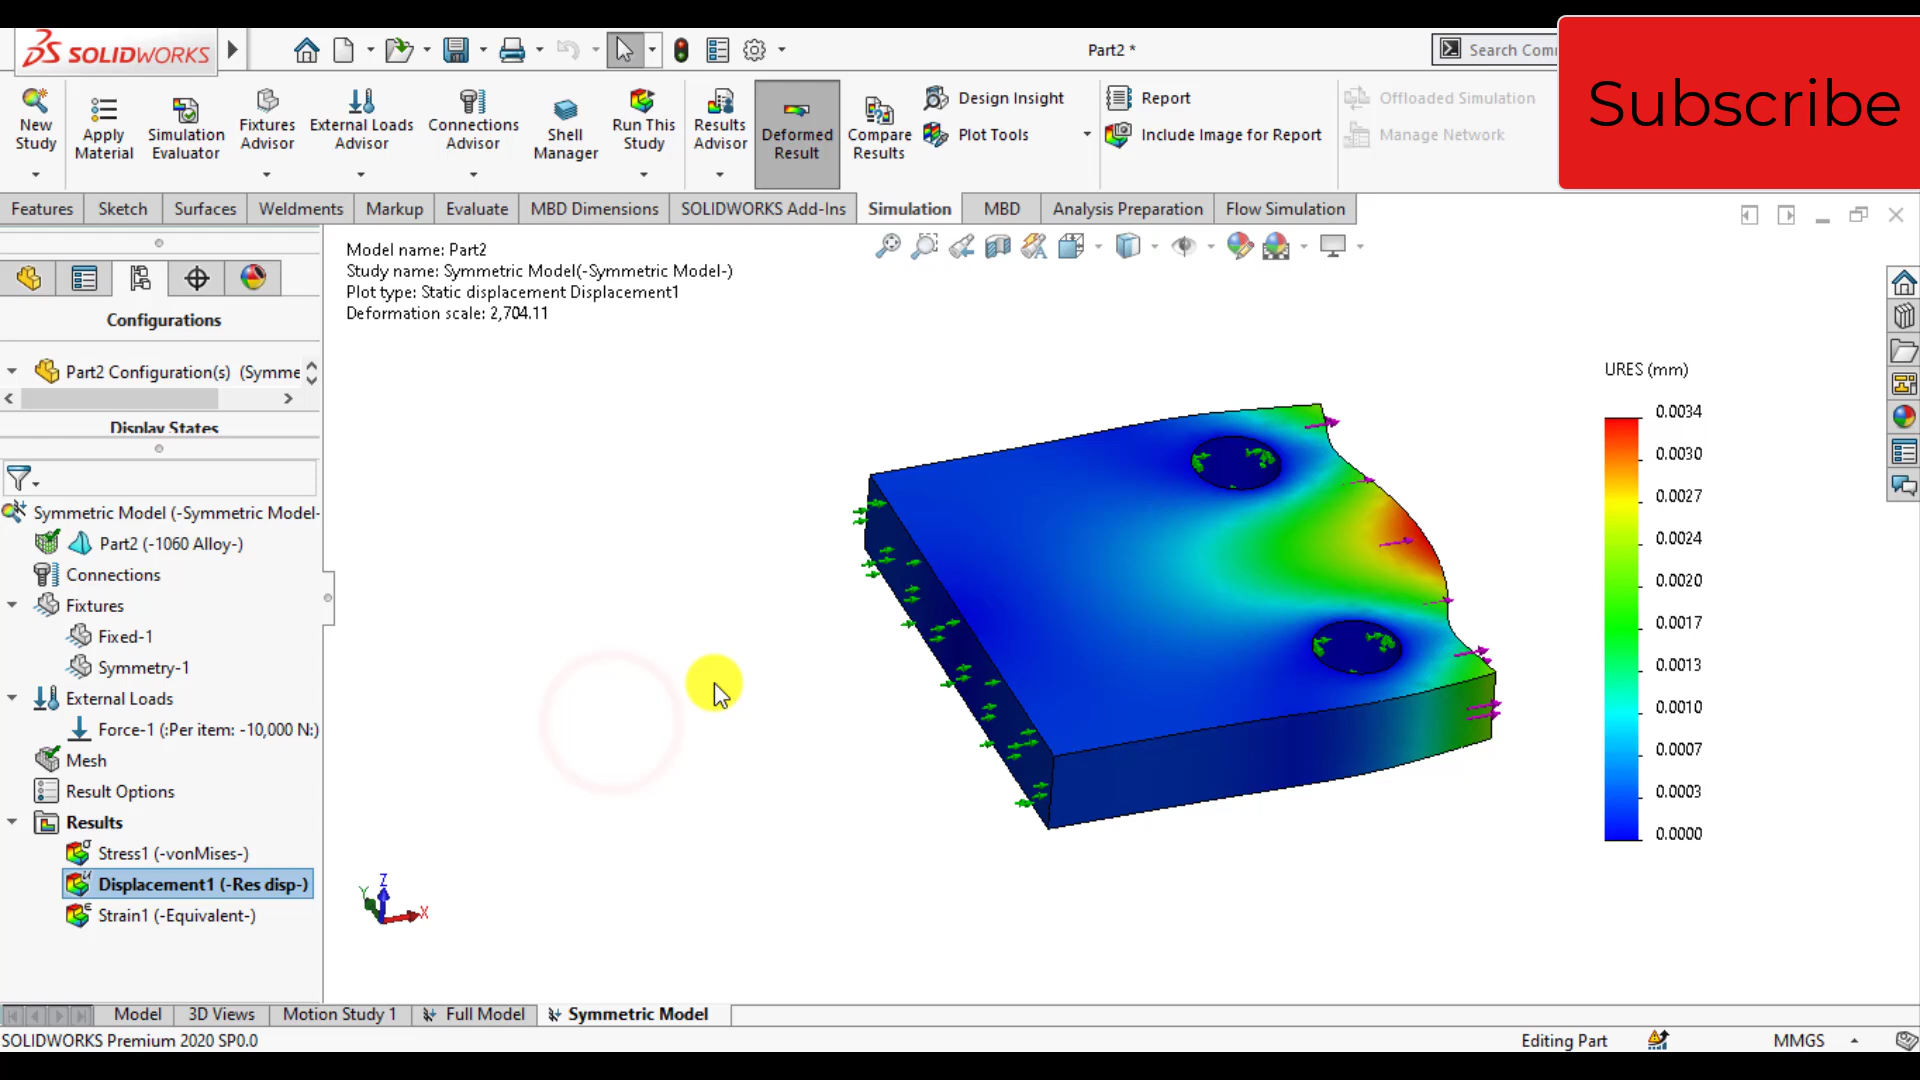 SOLIDWORKS
Part2 *
Search Com
Subscribe
New Study
Apply Material
Simulation Evaluator
Fixtures Advisor
External Loads Advisor
Connections Advisor
Shell Manager
Run This Study
Results Advisor
Deformed Result
Compare Results
Design Insight
Plot Tools
Report
Include Image for Report
Offloaded Simulation
Manage Network
Features
Sketch
Surfaces
Weldments
Markup
Evaluate
MBD Dimensions
SOLIDWORKS Add-Ins
Simulation
MBD
Analysis Preparation
Flow Simulation
Model name: Part2
Study name: Symmetric Model(-Symmetric Model-)
Plot type: Static displacement Displacement1
Deformation scale: 2,704.11
Configurations
Part2 Configuration(s) (Symme
Display States
Symmetric Model (-Symmetric Model-
Part2 (-1060 Alloy-)
Connections
Fixtures
Fixed-1
Symmetry-1
External Loads
Force-1 (:Per item: -10,000 N:)
Mesh
Result Options
Results
Stress1 (-vonMises-)
Displacement1 (-Res disp-)
Strain1 (-Equivalent-)
URES (mm)
0.0034
0.0030
0.0027
0.0024
0.0020
0.0017
0.0013
0.0010
0.0007
0.0003
0.0000
Z
Y
X
Model
3D Views
Motion Study 1
Full Model
Symmetric Model
SOLIDWORKS Premium 2020 SP0.0
Editing Part
MMGS